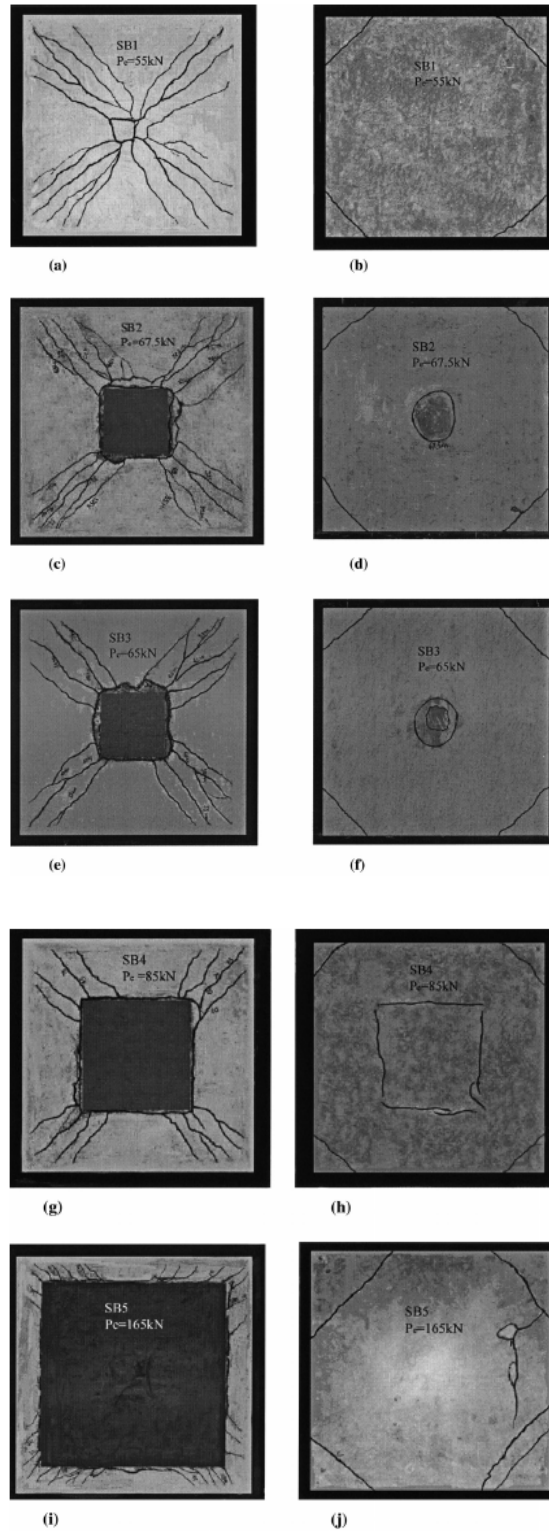 SB1
Pe=55kN
SB1
Pe=55kN
(a)
(b)
SB2
Pe=67.5kN
SB2
Pe=67.5kN
(c)
(d)
SB3
Pe=65kN
SB3
Pe=65kN
(e)
(f)
SB4
Pe =85kN
SB4
Pe=85kN
(g)
(h)
SB5
Pe=165kN
SB5
Pe=165kN
(i)
(j)